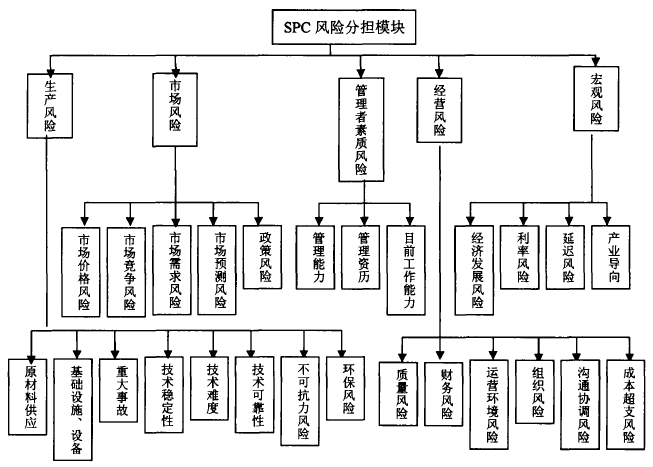 SPC 风险分担模块
生产风险
市场风险
管理者素质风险
经营风险
宏观风险
市场价格风险
市场竞争风险
市场需求风险
市场预测风险
政策风险
管理能力
管理资历
目前工作能力
经济发展风险
利率风险
延迟风险
产业导向
原材料供应
基础设施、设备
重大事故
技术稳定性
技术难度
技术可靠性
不可抗力风险
环保风险
质量风险
财务风险
运营环境风险
组织风险
沟通协调风险
成本超支风险